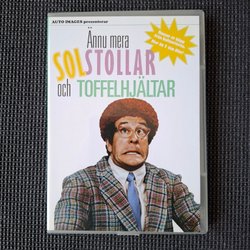 AUTO IMAGES presenterar
Ännu mera
SOLSTOLLAR
och TOFFELHJÄLTAR